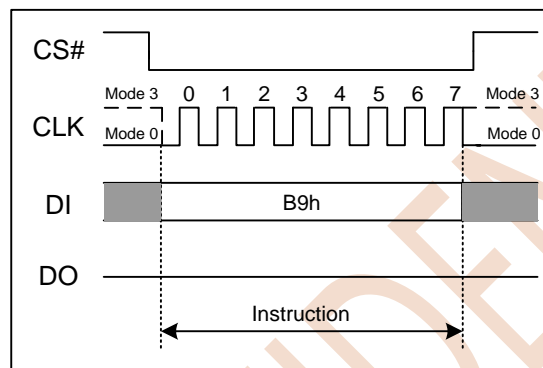 CS#
Mode 3 0 1 2 3 4 5 6 7 Mode 3
CLK
Mode 0 Mode 0
DI B9h
DO
Instruction